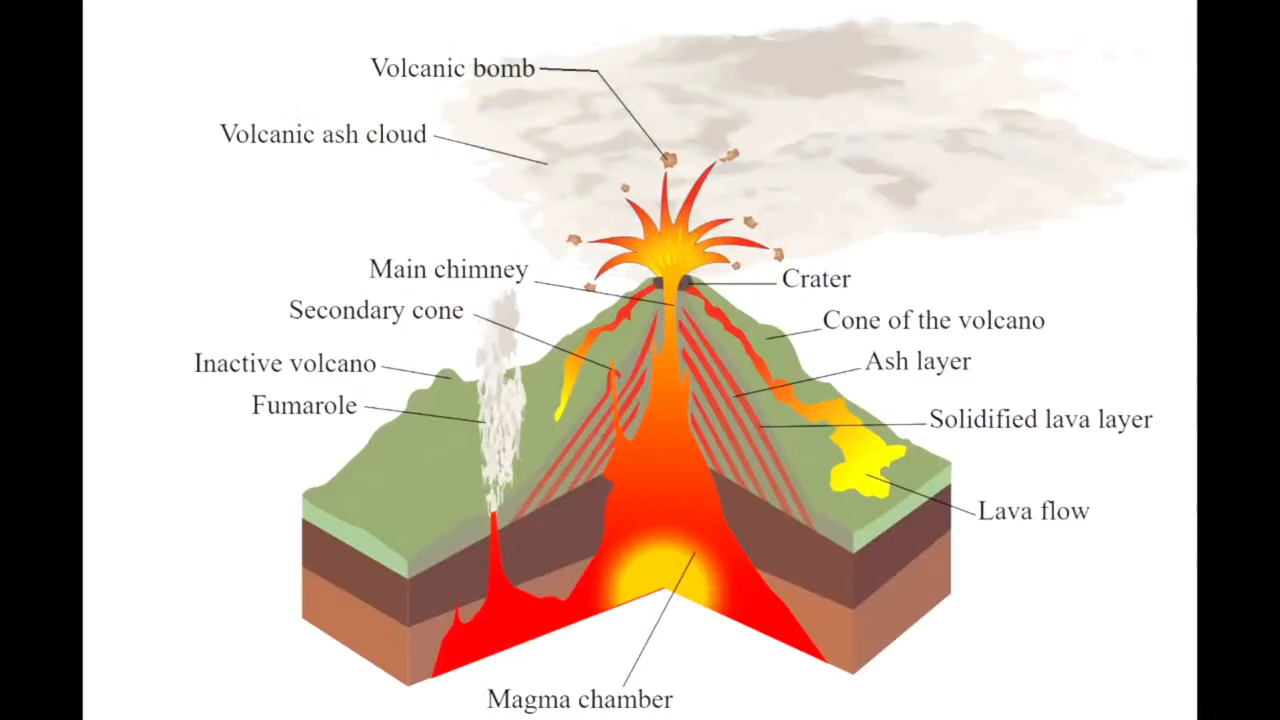 Volcanic bomb
Volcanic ash cloud
Main chimney
Crater
Secondary cone
Cone of the volcano
Inactive volcano
Ash layer
Fumarole
Solidified lava layer
Lava flow
Magma chamber